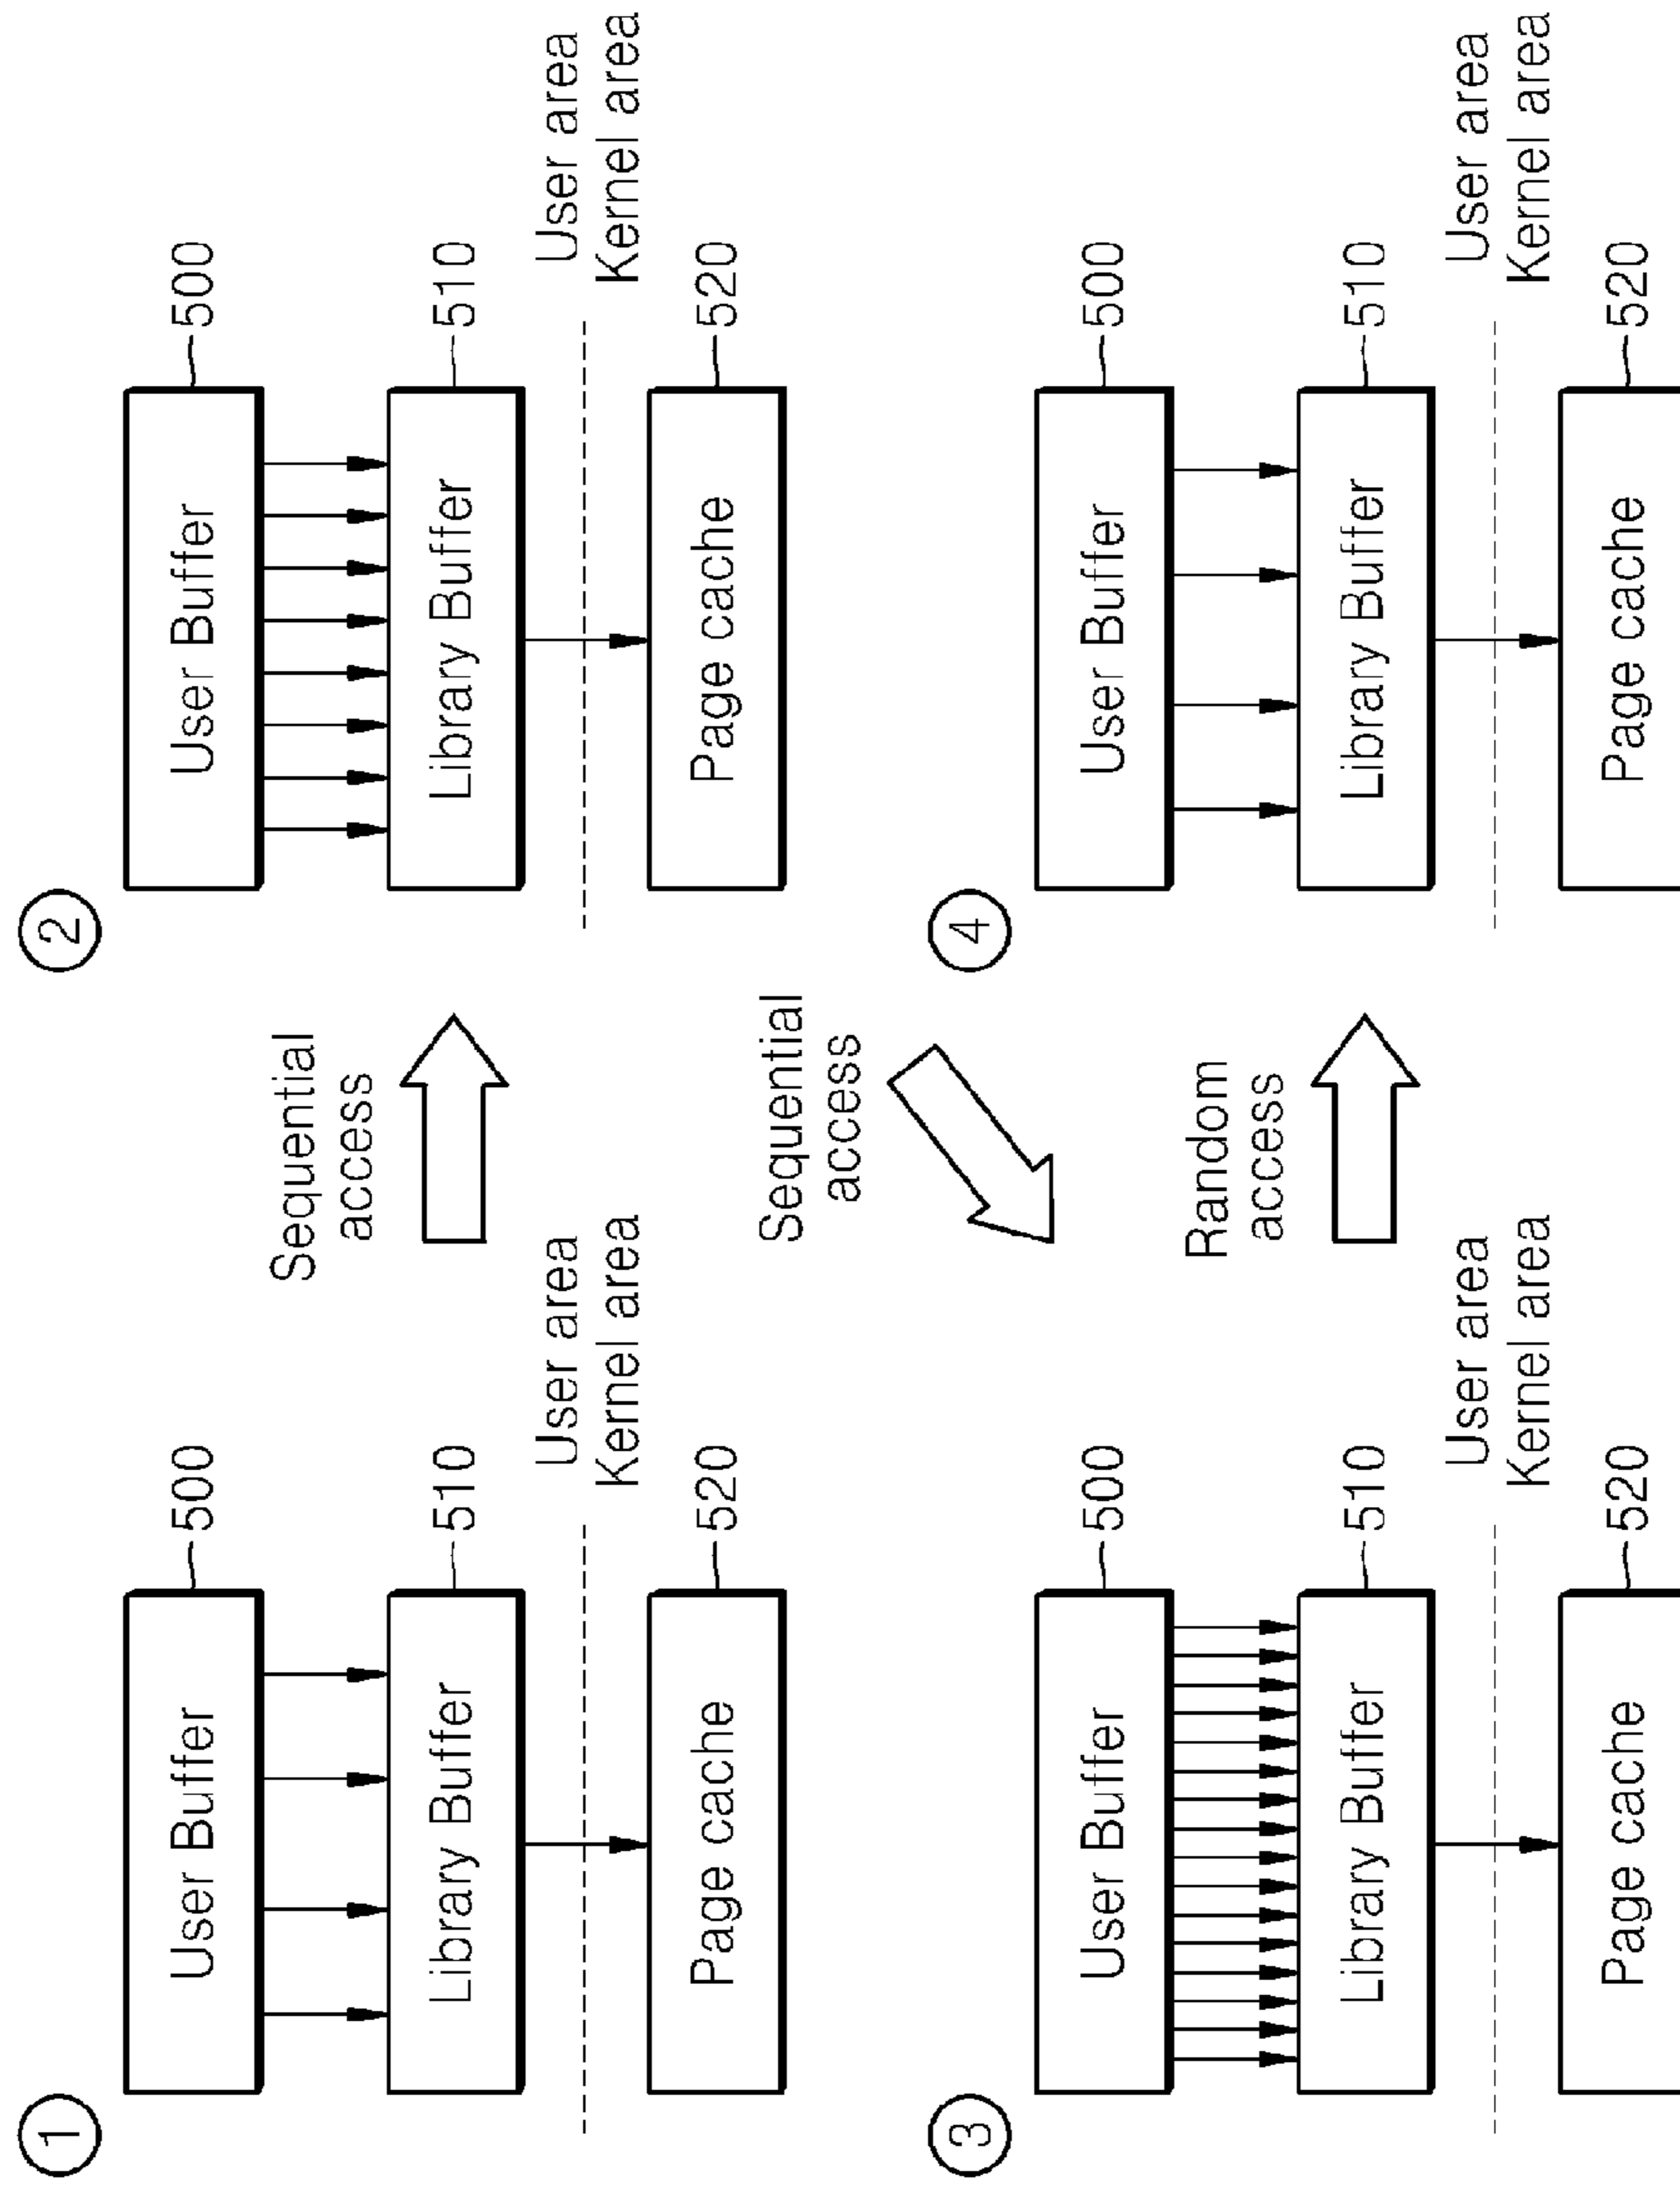 1
User Buffer
500
Library Buffer
510
User area
Kernel area
Page cache
520
Sequential
access
2
User Buffer
500
Library Buffer
510
User area
Kernel area
Page cache
520
Sequential
access
3
User Buffer
500
Library Buffer
510
User area
Kernel area
Page cache
520
Random
access
4
User Buffer
500
Library Buffer
510
User area
Kernel area
Page cache
520